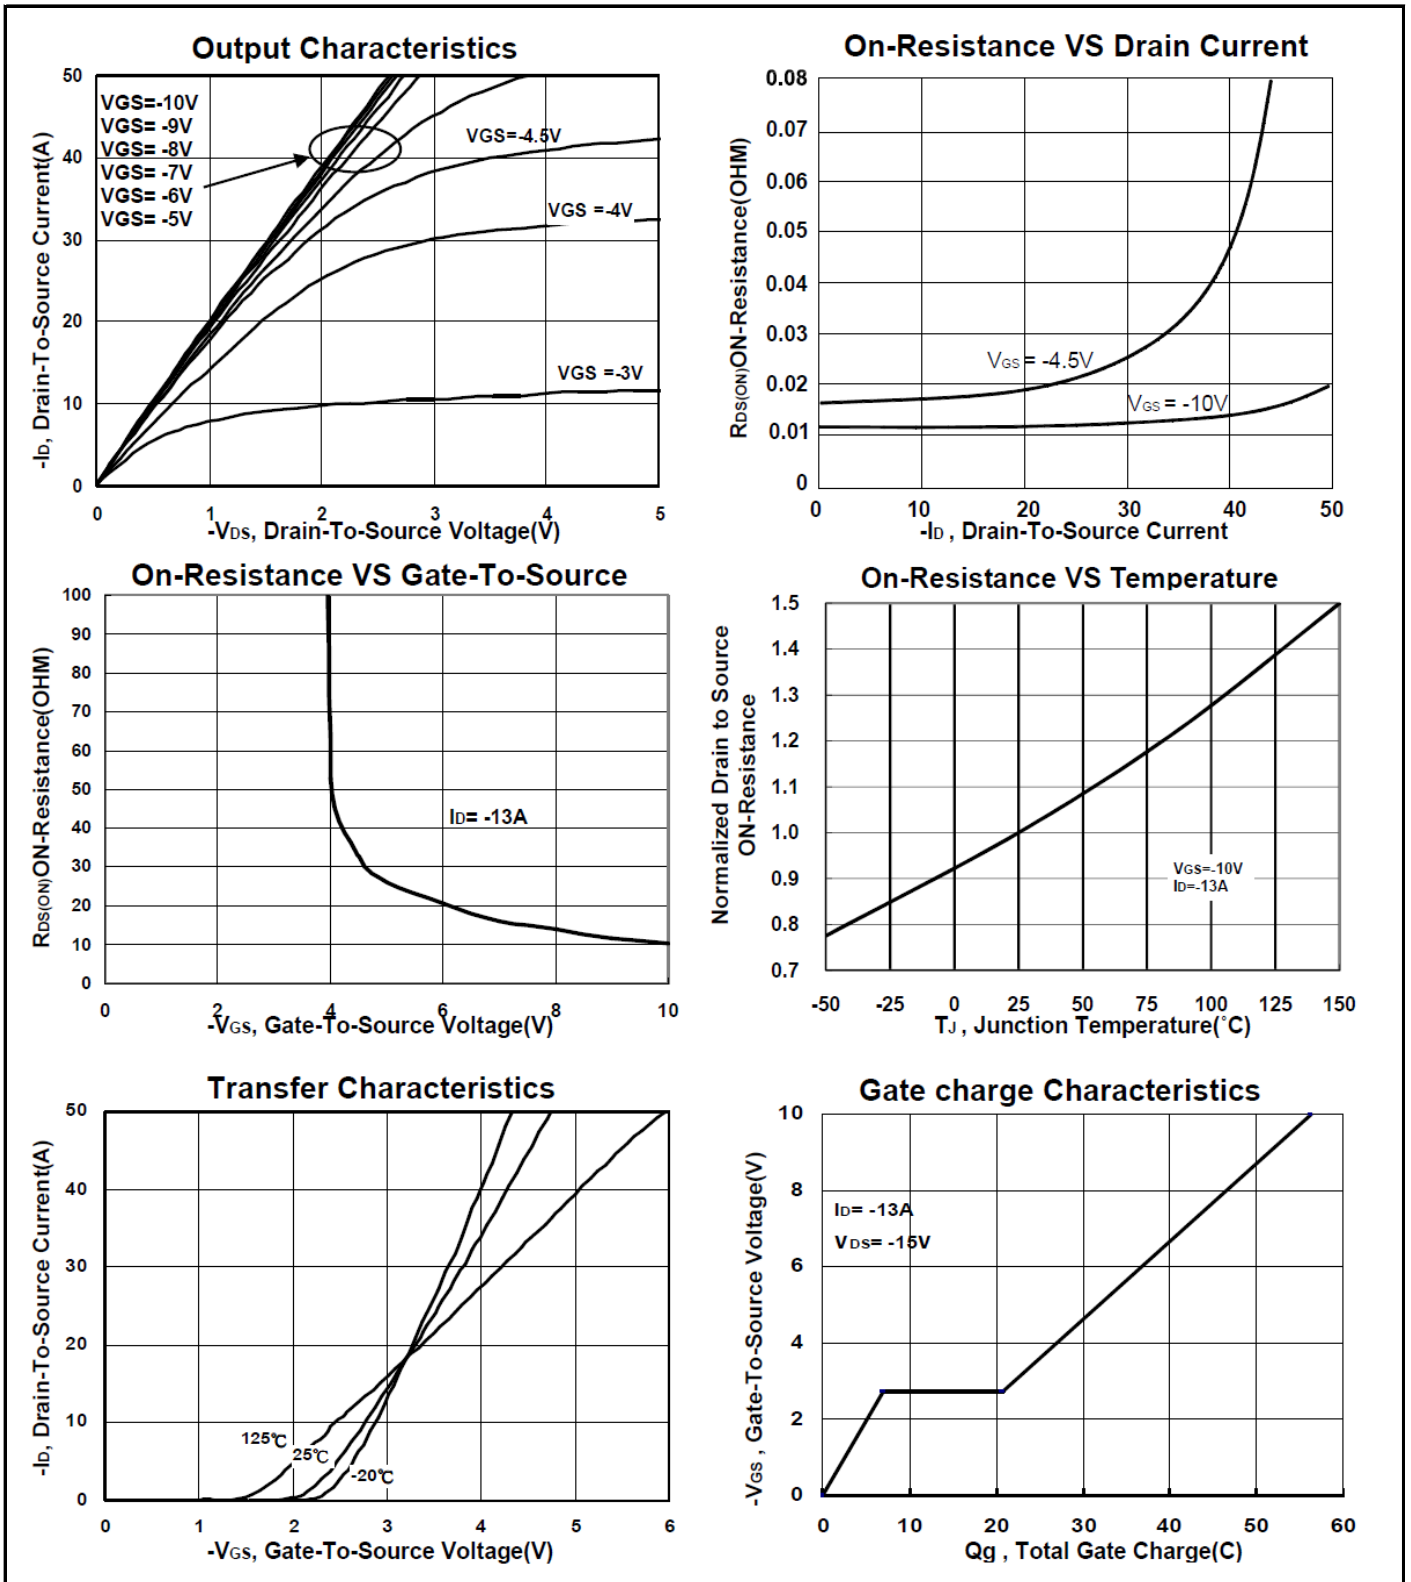 Output Characteristics
50
40
30
20
10
0
-ID, Drain-To-Source Current(A)
VGS=-10V
VGS= -9V
VGS= -8V
VGS= -7V
VGS= -6V
VGS= -5V
VGS=-4.5V
VGS =-4V
VGS =-3V
0 1 2 3 4 5
-VDS, Drain-To-Source Voltage(V)
On-Resistance VS Drain Current
0.08
0.07
0.06
0.05
0.04
0.03
0.02
0.01
0
RDS(ON)ON-Resistance(OHM)
VGS = -4.5V
VGS = -10V
0 10 20 30 40 50
-ID , Drain-To-Source Current
On-Resistance VS Gate-To-Source
100
90
80
70
60
50
40
30
20
10
0
RDS(ON)ON-Resistance(OHM)
ID= -13A
0 2 4 6 8 10
-VGS, Gate-To-Source Voltage(V)
On-Resistance VS Temperature
1.5
1.4
1.3
1.2
1.1
1.0
0.9
0.8
0.7
Normalized Drain to Source
ON-Resistance
VGS=-10V
ID=-13A
-50 -25 0 25 50 75 100 125 150
TJ , Junction Temperature(°C)
Transfer Characteristics
50
40
30
20
10
0
-ID, Drain-To-Source Current(A)
125℃
25℃
-20℃
0 1 2 3 4 5 6
-VGS, Gate-To-Source Voltage(V)
Gate charge Characteristics
10
8
6
4
2
0
-VGS , Gate-To-Source Voltage(V)
ID= -13A
VDS= -15V
0 10 20 30 40 50 60
Qg , Total Gate Charge(C)